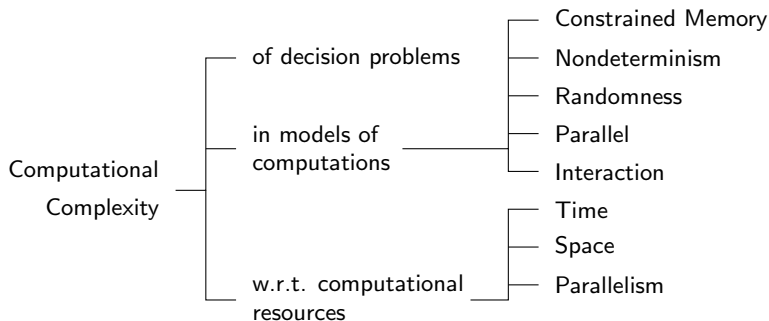 Computational
Complexity
of decision problems
in models of
computations
Constrained Memory
Nondeterminism
Randomness
Parallel
Interaction
w.r.t. computational
resources
Time
Space
Parallelism